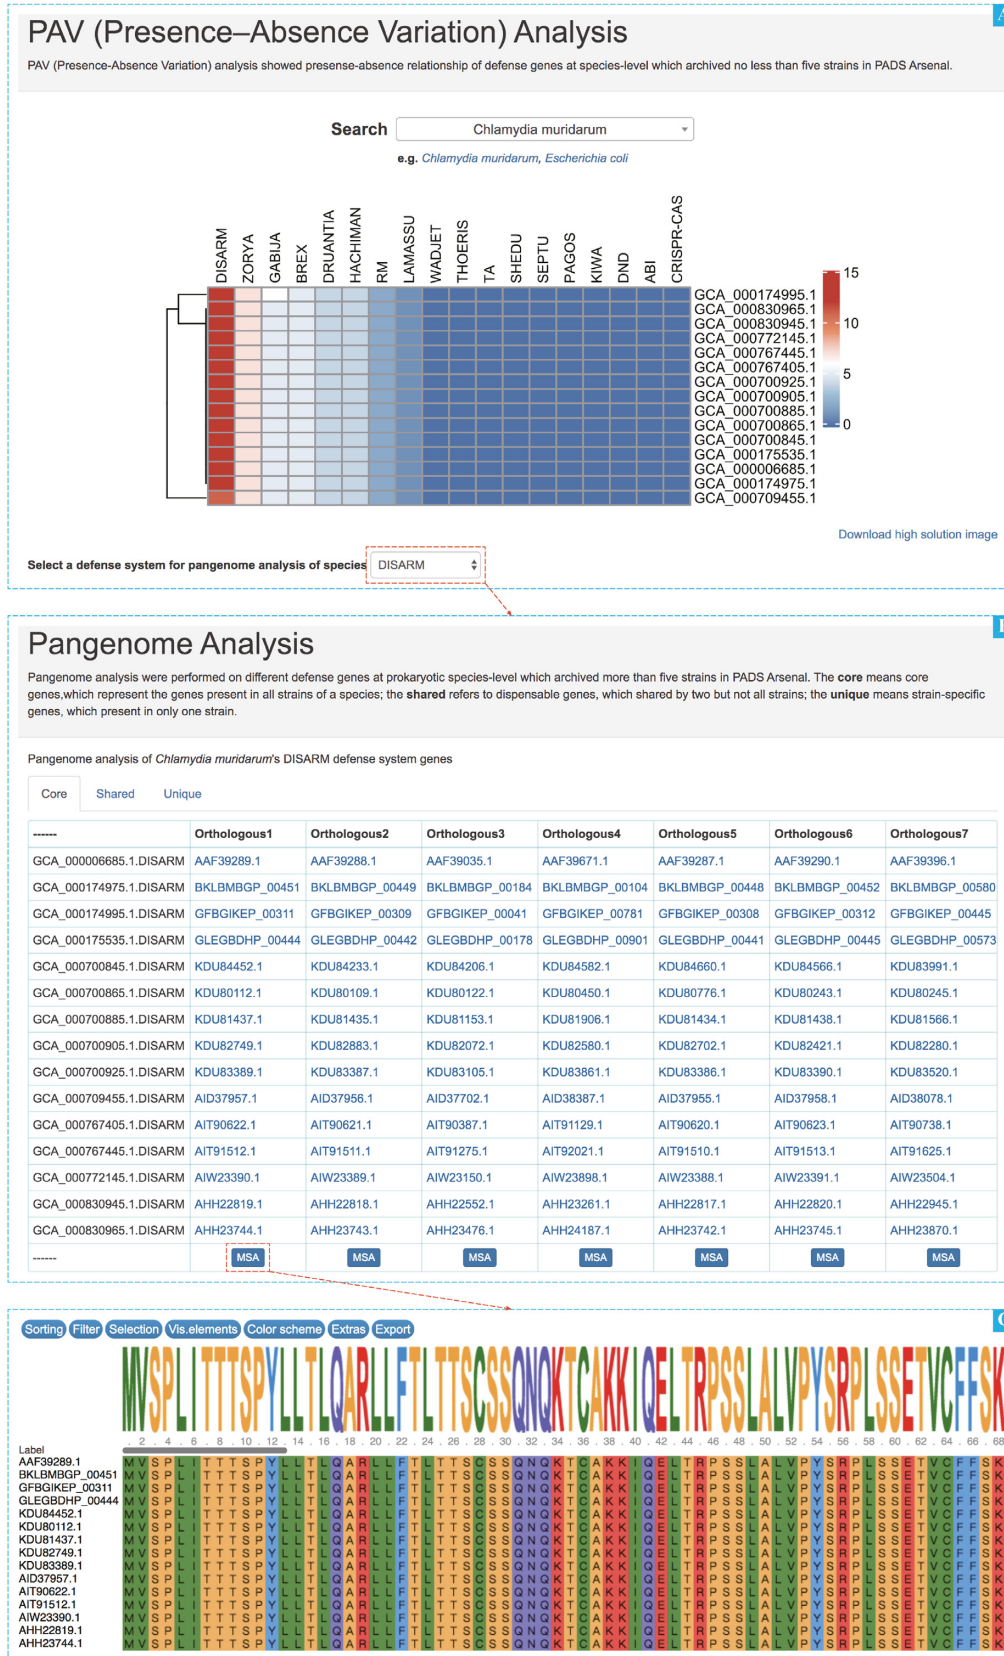 A
PAV (Presence–Absence Variation) Analysis
PAV (Presence-Absence Variation) analysis showed presense-absence relationship of defense genes at species-level which archived no less than five strains in PADS Arsenal.
Search
Chlamydia muridarum
e.g. Chlamydia muridarum, Escherichia coli
DISARM
ZORYA
GABIJA
BREX
DRUANTIA
HACHIMAN
RM
LAMASSU
WADJET
THOERIS
TA
SHEDU
SEPTU
PAGOS
KIWA
DND
ABI
CRISPR-CAS
GCA_000174995.1
GCA_000830965.1
GCA_000830945.1
GCA_000772145.1
GCA_000767445.1
GCA_000767405.1
GCA_000700925.1
GCA_000700905.1
GCA_000700885.1
GCA_000700865.1
GCA_000700845.1
GCA_000175535.1
GCA_000006685.1
GCA_000174975.1
GCA_000709455.1
15
10
5
0
Download high solution image
Select a defense system for pangenome analysis of species
DISARM
Pangenome Analysis
Pangenome analysis were performed on different defense genes at prokaryotic species-level which archived more than five strains in PADS Arsenal. The core means core
genes,which represent the genes present in all strains of a species; the shared refers to dispensable genes, which shared by two but not all strains; the unique means strain-specific
genes, which present in only one strain.
Pangenome analysis of Chlamydia muridarum's DISARM defense system genes
Core Shared Unique
------ Orthologous1 Orthologous2 Orthologous3 Orthologous4 Orthologous5 Orthologous6 Orthologous7
GCA_000006685.1.DISARM AAF39289.1 AAF39288.1 AAF39035.1 AAF39671.1 AAF39287.1 AAF39290.1 AAF39396.1
GCA_000174975.1.DISARM BKLBMBGP_00451 BKLBMBGP_00449 BKLBMBGP_00184 BKLBMBGP_00104 BKLBMBGP_00448 BKLBMBGP_00452 BKLBMBGP_00580
GCA_000174995.1.DISARM GFBGIKEP_00311 GFBGIKEP_00309 GFBGIKEP_00041 GFBGIKEP_00781 GFBGIKEP_00308 GFBGIKEP_00312 GFBGIKEP_00445
GCA_000175535.1.DISARM GLEGBDHP_00444 GLEGBDHP_00442 GLEGBDHP_00178 GLEGBDHP_00901 GLEGBDHP_00441 GLEGBDHP_00445 GLEGBDHP_00573
GCA_000700845.1.DISARM KDU84452.1 KDU84233.1 KDU84206.1 KDU84582.1 KDU84660.1 KDU84566.1 KDU83991.1
GCA_000700865.1.DISARM KDU80112.1 KDU80109.1 KDU80122.1 KDU80450.1 KDU80776.1 KDU80243.1 KDU80245.1
GCA_000700885.1.DISARM KDU81437.1 KDU81435.1 KDU81153.1 KDU81906.1 KDU81434.1 KDU81438.1 KDU81566.1
GCA_000700905.1.DISARM KDU82749.1 KDU82883.1 KDU82072.1 KDU82580.1 KDU82702.1 KDU82421.1 KDU82280.1
GCA_000700925.1.DISARM KDU83389.1 KDU83387.1 KDU83105.1 KDU83861.1 KDU83386.1 KDU83390.1 KDU83520.1
GCA_000709455.1.DISARM AID37957.1 AID37956.1 AID37702.1 AID38387.1 AID37955.1 AID37958.1 AID38078.1
GCA_000767405.1.DISARM AIT90622.1 AIT90621.1 AIT90387.1 AIT91129.1 AIT90620.1 AIT90623.1 AIT90738.1
GCA_000767445.1.DISARM AIT91512.1 AIT91511.1 AIT91275.1 AIT92021.1 AIT91510.1 AIT91513.1 AIT91625.1
GCA_000772145.1.DISARM AIW23390.1 AIW23389.1 AIW23150.1 AIW23898.1 AIW23388.1 AIW23391.1 AIW23504.1
GCA_000830945.1.DISARM AHH22819.1 AHH22818.1 AHH22552.1 AHH23261.1 AHH22817.1 AHH22820.1 AHH22945.1
GCA_000830965.1.DISARM AHH23744.1 AHH23743.1 AHH23476.1 AHH24187.1 AHH23742.1 AHH23745.1 AHH23870.1
------ MSA MSA MSA MSA MSA MSA MSA
Sorting Filter Selection Vis.elements Color scheme Extras Export
MVSPLITTTSPYLLTLQARLLFTLTTSCSSQNQKTCAKKIQELTRPSSLALVPYSRPLSSETVCFFSK
2 . 4 . 6 . 8 . 10 . 12 . 14 . 16 . 18 . 20 . 22 . 24 . 26 . 28 . 30 . 32 . 34 . 36 . 38 . 40 . 42 . 44 . 46 . 48 . 50 . 52 . 54 . 56 . 58 . 60 . 62 . 64 . 66 . 68
Label
AAF39289.1 MVSPLITTTSPYLLTLQARLLFTLTTSCSSQNQKTCAKKIQELTRPSSLALVPYSRPLSSETVCFFSK
BKLBMBGP_00451 MVSPLITTTSPYLLTLQARLLFTLTTSCSSQNQKTCAKKIQELTRPSSLALVPYSRPLSSETVCFFSK
GFBGIKEP_00311 MVSPLITTTSPYLLTLQARLLFTLTTSCSSQNQKTCAKKIQELTRPSSLALVPYSRPLSSETVCFFSK
GLEGBDHP_00444 MVSPLITTTSPYLLTLQARLLFTLTTSCSSQNQKTCAKKIQELTRPSSLALVPYSRPLSSETVCFFSK
KDU84452.1 MVSPLITTTSPYLLTLQARLLFTLTTSCSSQNQKTCAKKIQELTRPSSLALVPYSRPLSSETVCFFSK
KDU80112.1 MVSPLITTTSPYLLTLQARLLFTLTTSCSSQNQKTCAKKIQELTRPSSLALVPYSRPLSSETVCFFSK
KDU81437.1 MVSPLITTTSPYLLTLQARLLFTLTTSCSSQNQKTCAKKIQELTRPSSLALVPYSRPLSSETVCFFSK
KDU82749.1 MVSPLITTTSPYLLTLQARLLFTLTTSCSSQNQKTCAKKIQELTRPSSLALVPYSRPLSSETVCFFSK
KDU83389.1 MVSPLITTTSPYLLTLQARLLFTLTTSCSSQNQKTCAKKIQELTRPSSLALVPYSRPLSSETVCFFSK
AID37957.1 MVSPLITTTSPYLLTLQARLLFTLTTSCSSQNQKTCAKKIQELTRPSSLALVPYSRPLSSETVCFFSK
AIT90622.1 MVSPLITTTSPYLLTLQARLLFTLTTSCSSQNQKTCAKKIQELTRPSSLALVPYSRPLSSETVCFFSK
AIT91512.1 MVSPLITTTSPYLLTLQARLLFTLTTSCSSQNQKTCAKKIQELTRPSSLALVPYSRPLSSETVCFFSK
AIW23390.1 MVSPLITTTSPYLLTLQARLLFTLTTSCSSQNQKTCAKKIQELTRPSSLALVPYSRPLSSETVCFFSK
AHH22819.1 MVSPLITTTSPYLLTLQARLLFTLTTSCSSQNQKTCAKKIQELTRPSSLALVPYSRPLSSETVCFFSK
AHH23744.1 MVSPLITTTSPYLLTLQARLLFTLTTSCSSQNQKTCAKKIQELTRPSSLALVPYSRPLSSETVCFFSK